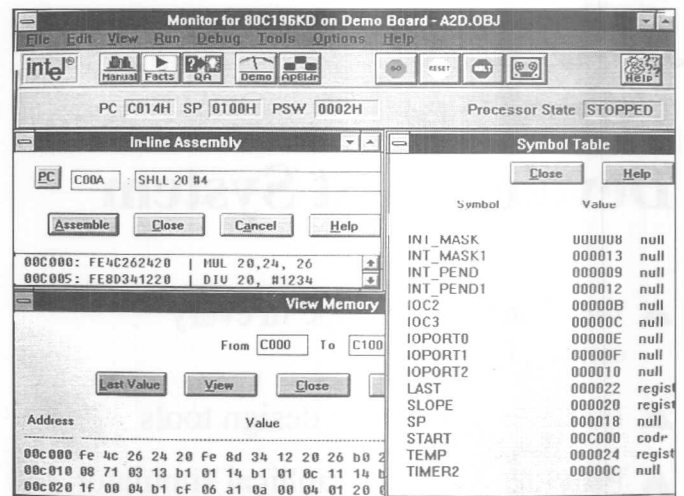 Monitor for 80C196KD on Demo Board - A2D.OBJ
File Edit View Run Debug Tools Options Help
intel® Manual Facts QA Demo ApBldr GO RESET Help
PC C014H SP 0100H PSW 0002H Processor State STOPPED
In-line Assembly
PC C00A : SHLL 20 #4
Assemble Close Cancel Help
00C000: FE4C262420 | MUL 20,24, 26
00C005: FE8D341220 | DIV 20, #1234
View Memory
From C000 To C100
Last Value View Close
Address Value
00c000 fe 4c 26 24 20 fe 8d 34 12 20 26 b0 2
00c010 08 71 03 13 b1 01 14 b1 01 0c 11 14 b
00c020 1f 00 04 b1 cf 06 a1 0a 00 04 01 20 0
Symbol Table
Close Help
Symbol Value
INT_MASK 000008 null
INT_MASK1 000013 null
INT_PEND 000009 null
INT_PEND1 000012 null
IOC2 00000B null
IOC3 00000C null
IOPORT0 00000E null
IOPORT1 00000F null
IOPORT2 000010 null
LAST 000022 regist
SLOPE 000020 regist
SP 000018 null
START 00C000 code
TEMP 000024 regist
TIMER2 00000C null